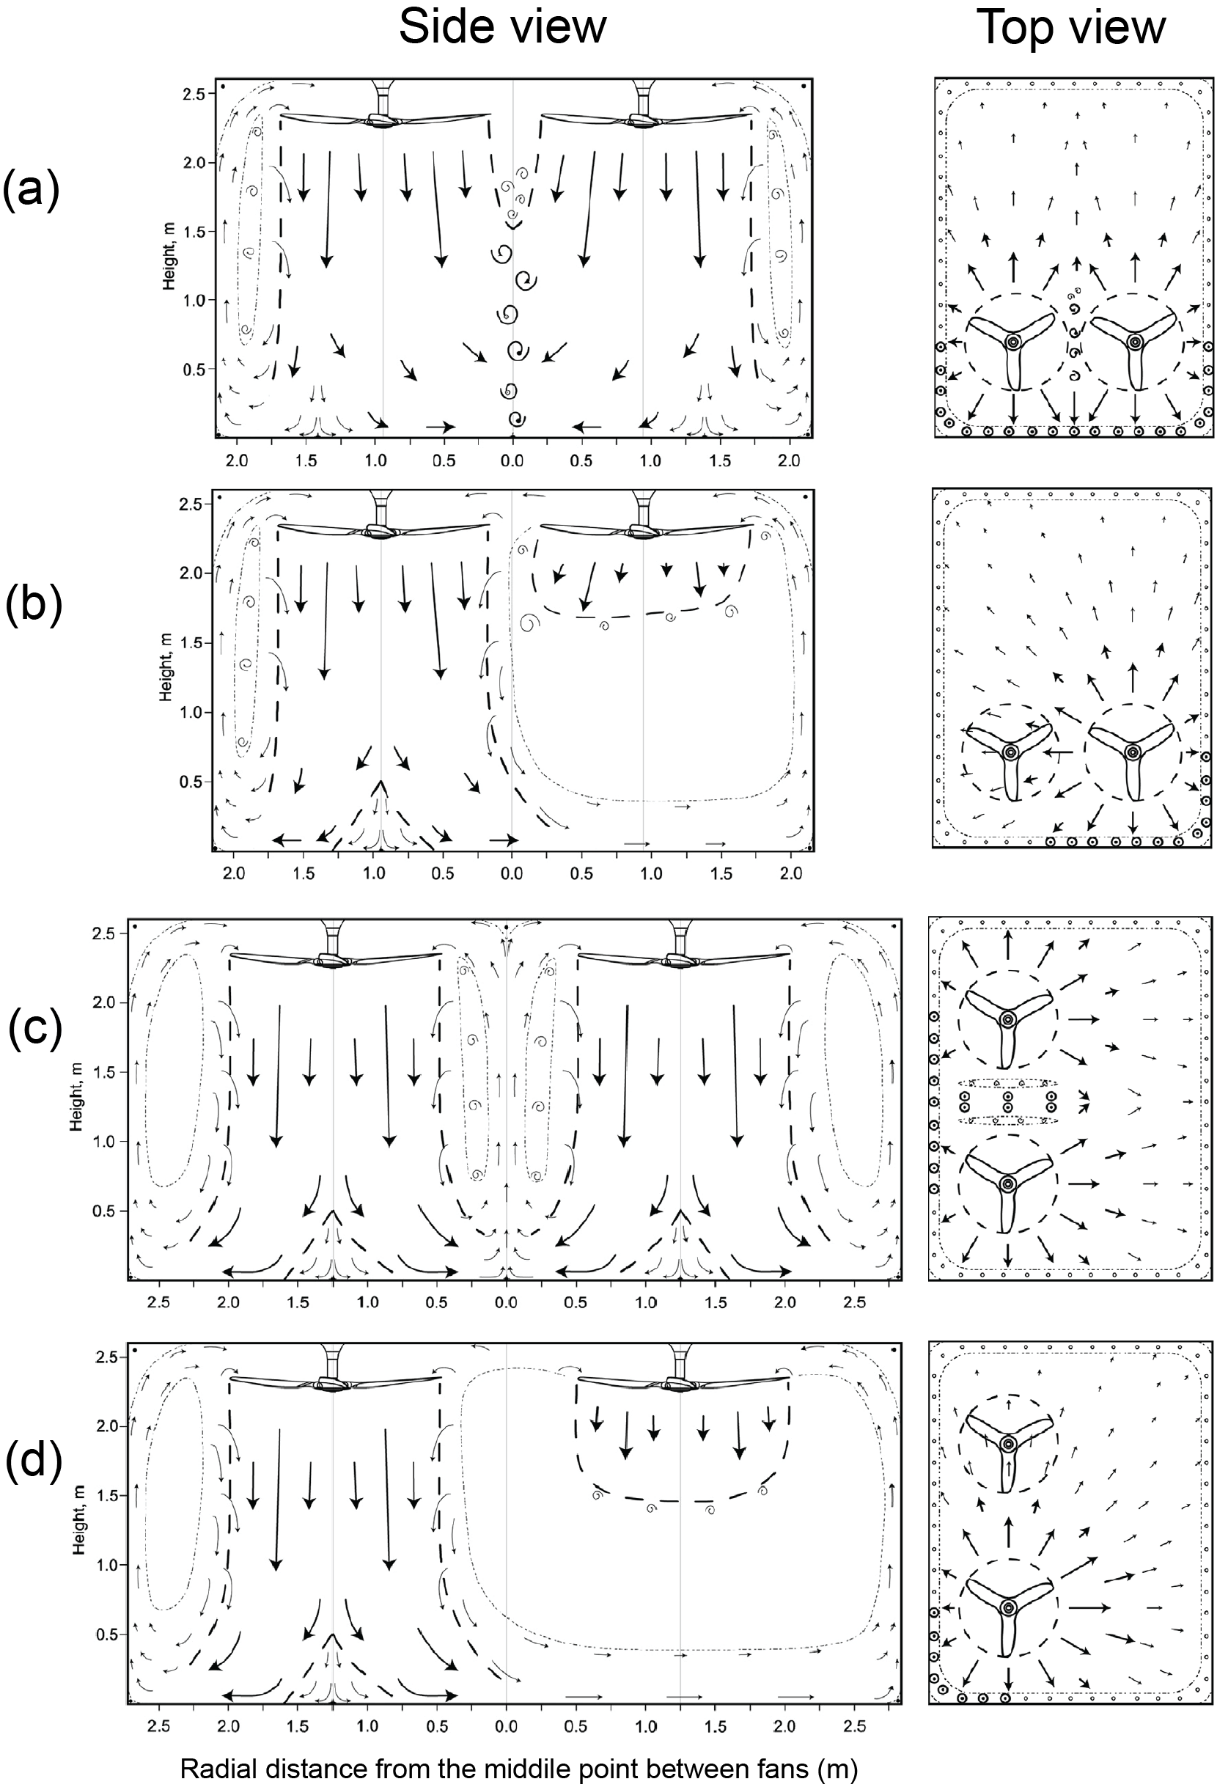 Side view
Top view
(a)
Height, m
2.5
2.0
1.5
1.0
0.5
2.0 1.5 1.0 0.5 0.0 0.5 1.0 1.5 2.0
(b)
Height, m
2.5
2.0
1.5
1.0
0.5
2.0 1.5 1.0 0.5 0.0 0.5 1.0 1.5 2.0
(c)
Height, m
2.5
2.0
1.5
1.0
0.5
2.5 2.0 1.5 1.0 0.5 0.0 0.5 1.0 1.5 2.0 2.5
(d)
Height, m
2.5
2.0
1.5
1.0
0.5
2.5 2.0 1.5 1.0 0.5 0.0 0.5 1.0 1.5 2.0 2.5
Radial distance from the middile point between fans (m)